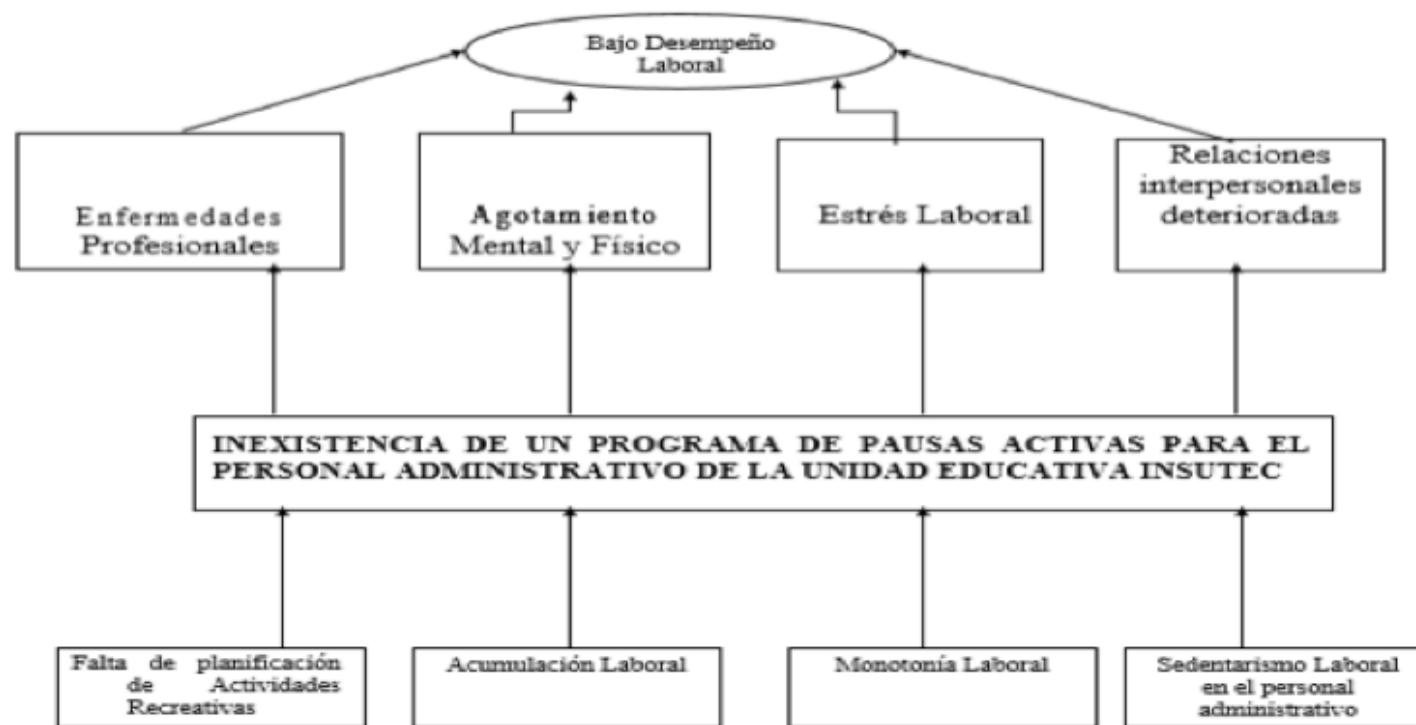 Bajo Desempeño
Laboral
Enfermedades
Profesionales
Agotamiento
Mental y Físico
Estrés Laboral
Relaciones
interpersonales
deterioradas
INEXISTENCIA DE UN PROGRAMA DE PAUSAS ACTIVAS PARA EL
PERSONAL ADMINISTRATIVO DE LA UNIDAD EDUCATIVA INSUTEC
Falta de planificación
de Actividades
Recreativas
Acumulación Laboral
Monotonía Laboral
Sedentarismo Laboral
en el personal
administrativo